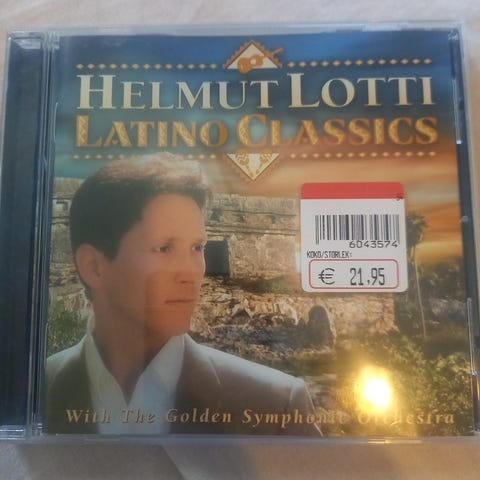 HELMUT LOTTI
LATINO CLASSICS
6043574
KOKO/STORLEK:
€ 21,95
With The Golden Symphonic Orchestra